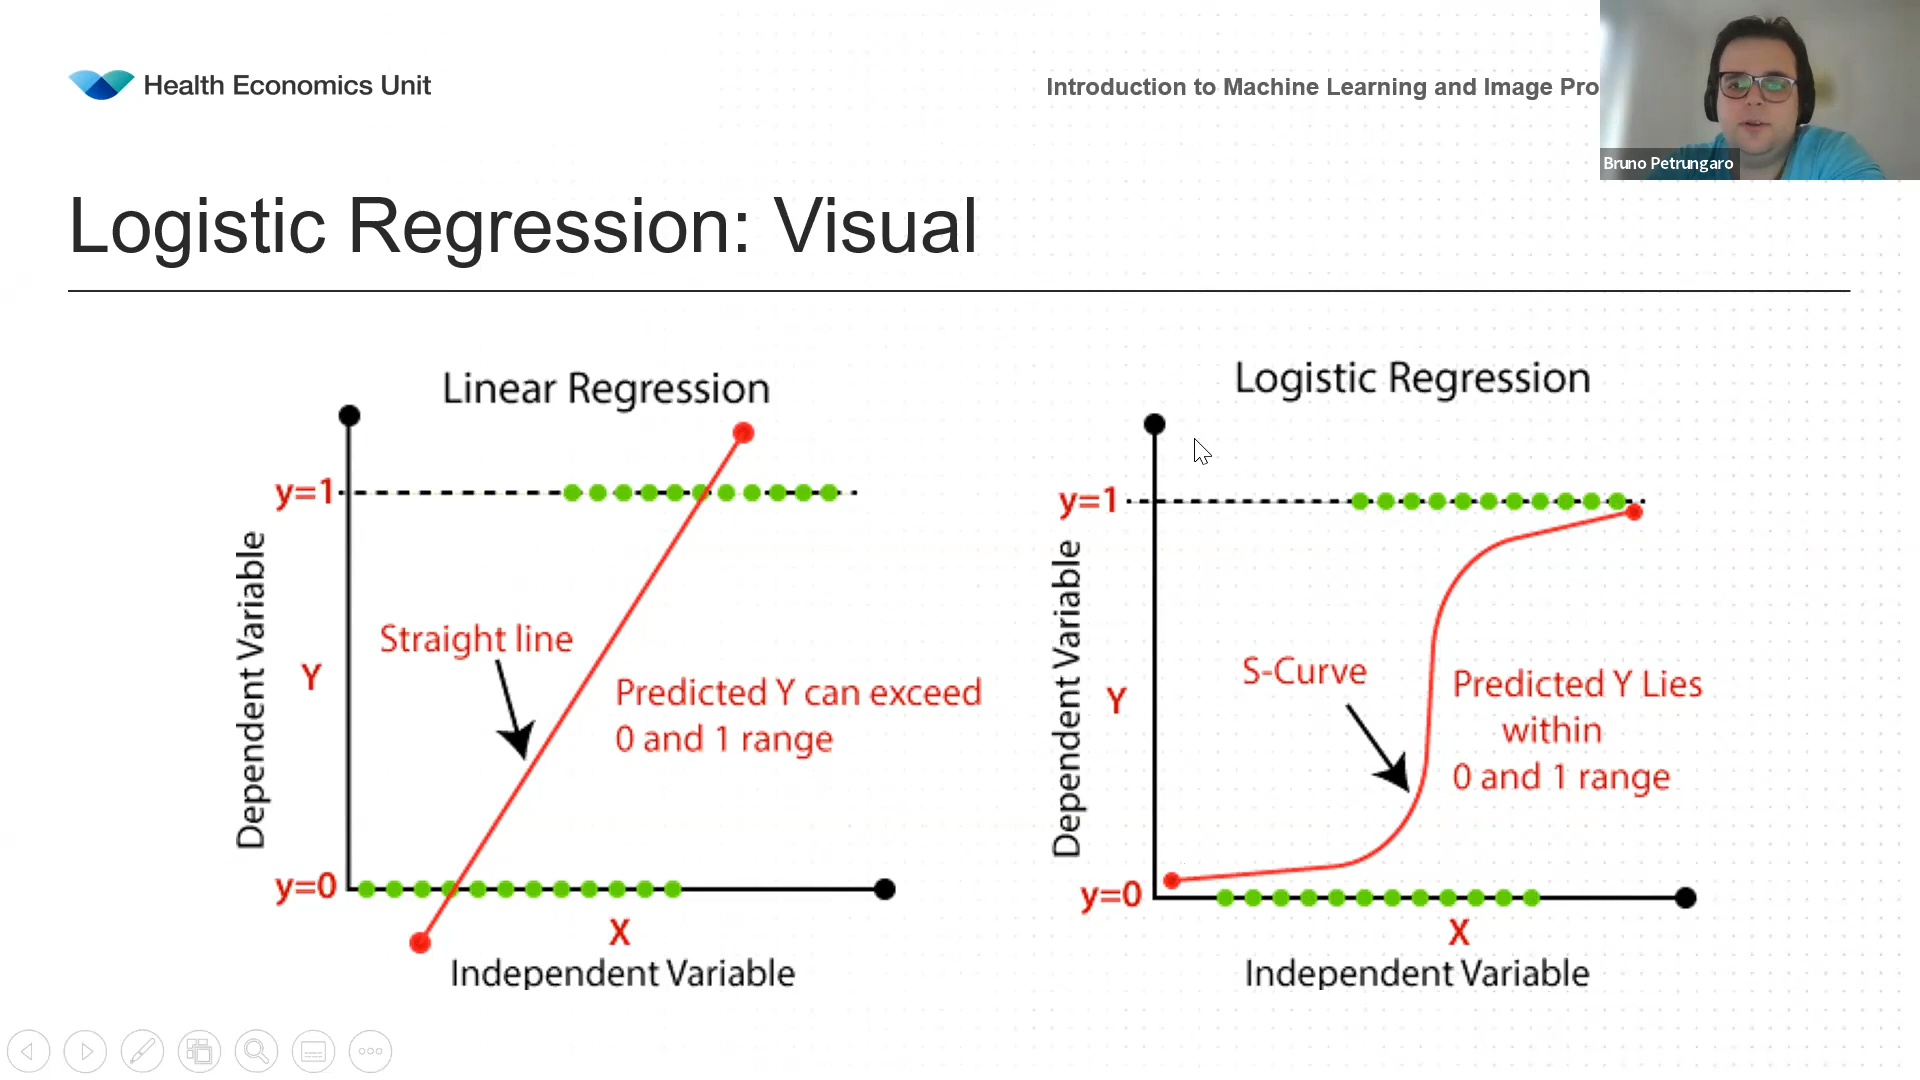 Health Economics Unit
Introduction to Machine Learning and Image Pro
Bruno Petrungaro
Logistic Regression: Visual
Linear Regression
y=1
Dependent Variable
Y
Straight line
Predicted Y can exceed
0 and 1 range
y=0
X
Independent Variable
Logistic Regression
y=1
Dependent Variable
Y
S-Curve
Predicted Y Lies
within
0 and 1 range
y=0
X
Independent Variable